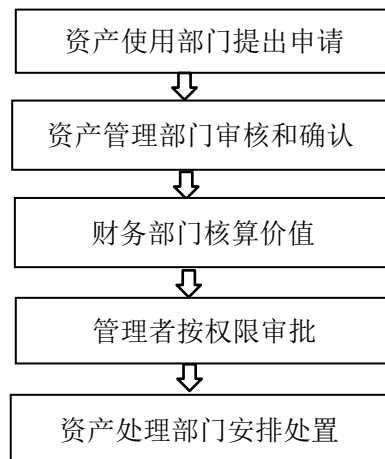 资产使用部门提出申请
资产管理部门审核和确认
财务部门核算价值
管理者按权限审批
资产处理部门安排处置